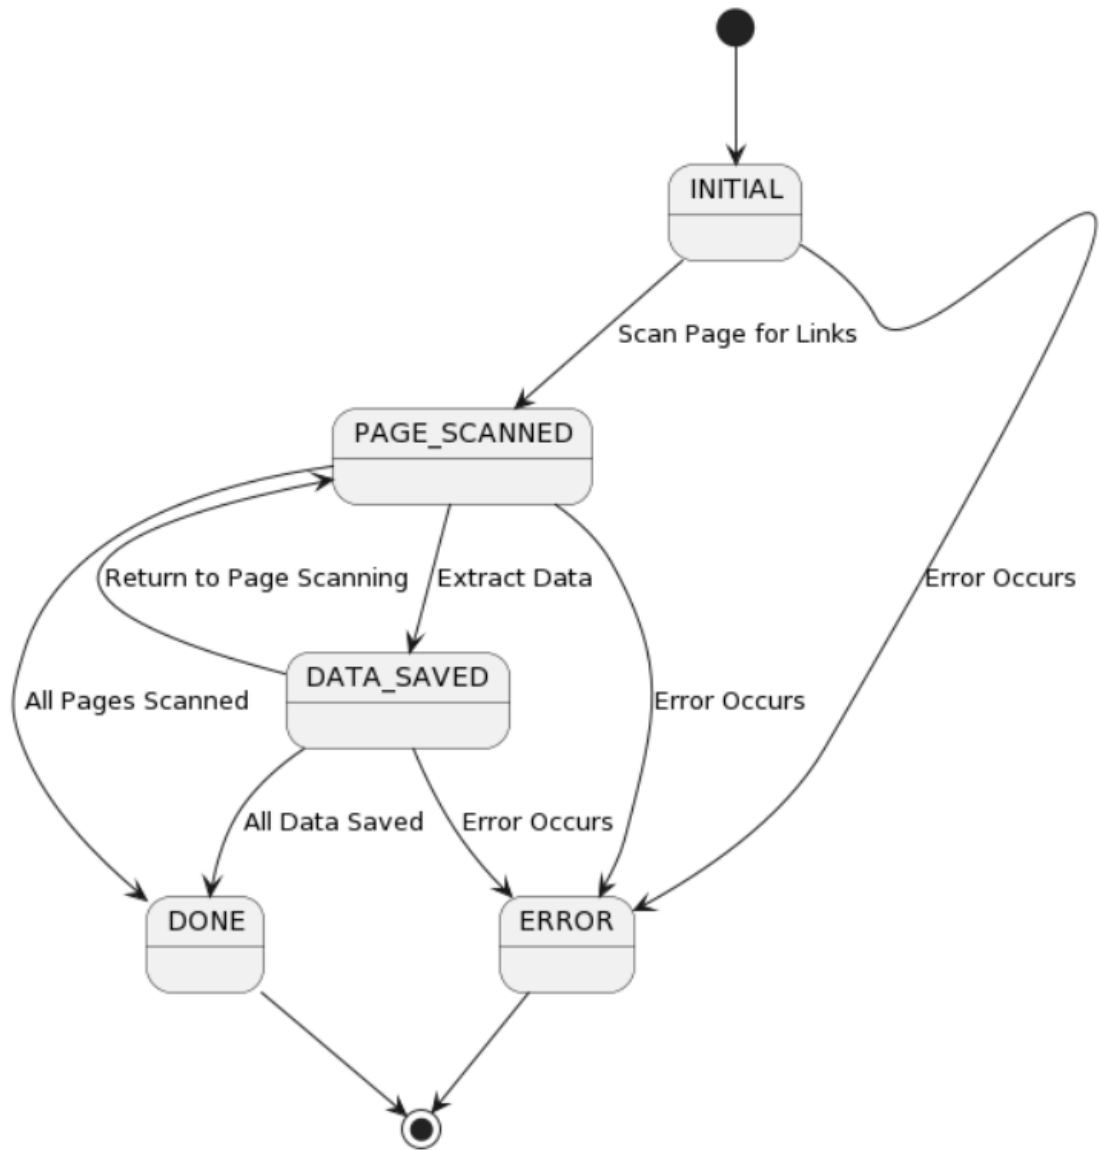 INITIAL
Scan Page for Links
PAGE_SCANNED
Return to Page Scanning
Extract Data
Error Occurs
DATA_SAVED
All Pages Scanned
Error Occurs
All Data Saved
Error Occurs
DONE
ERROR